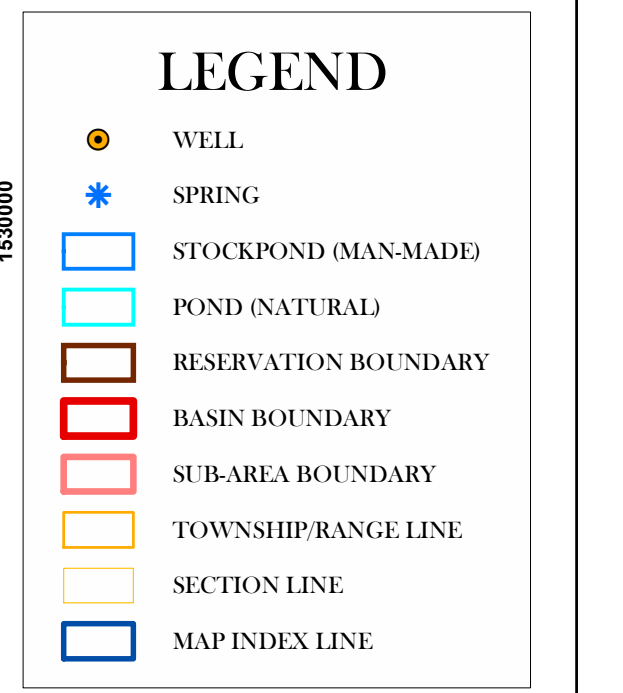 LEGEND
WELL
SPRING
STOCKPOND (MAN-MADE)
POND (NATURAL)
RESERVATION BOUNDARY
BASIN BOUNDARY
SUB-AREA BOUNDARY
TOWNSHIP/RANGE LINE
SECTION LINE
MAP INDEX LINE
1530000